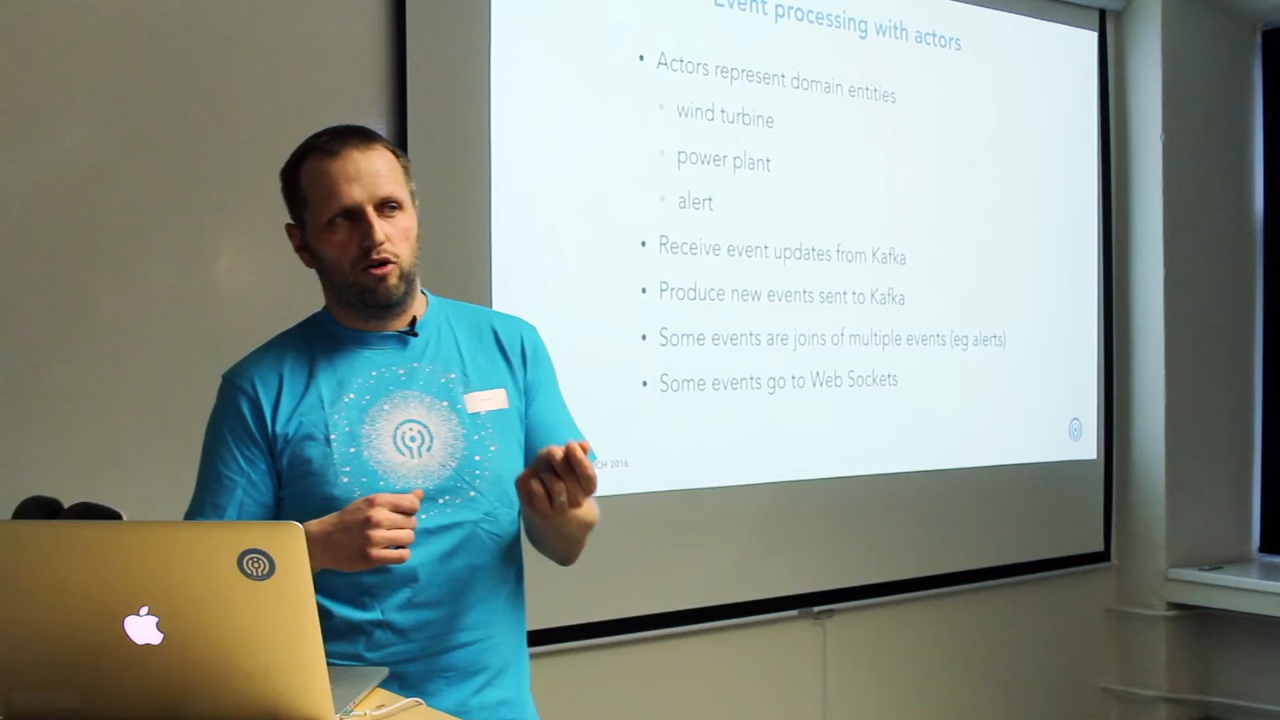 Event processing with actors
• Actors represent domain entities
• wind turbine
• power plant
• alert
• Receive event updates from Kafka
• Produce new events sent to Kafka
• Some events are joins of multiple events (eg alerts)
• Some events go to Web Sockets
2016